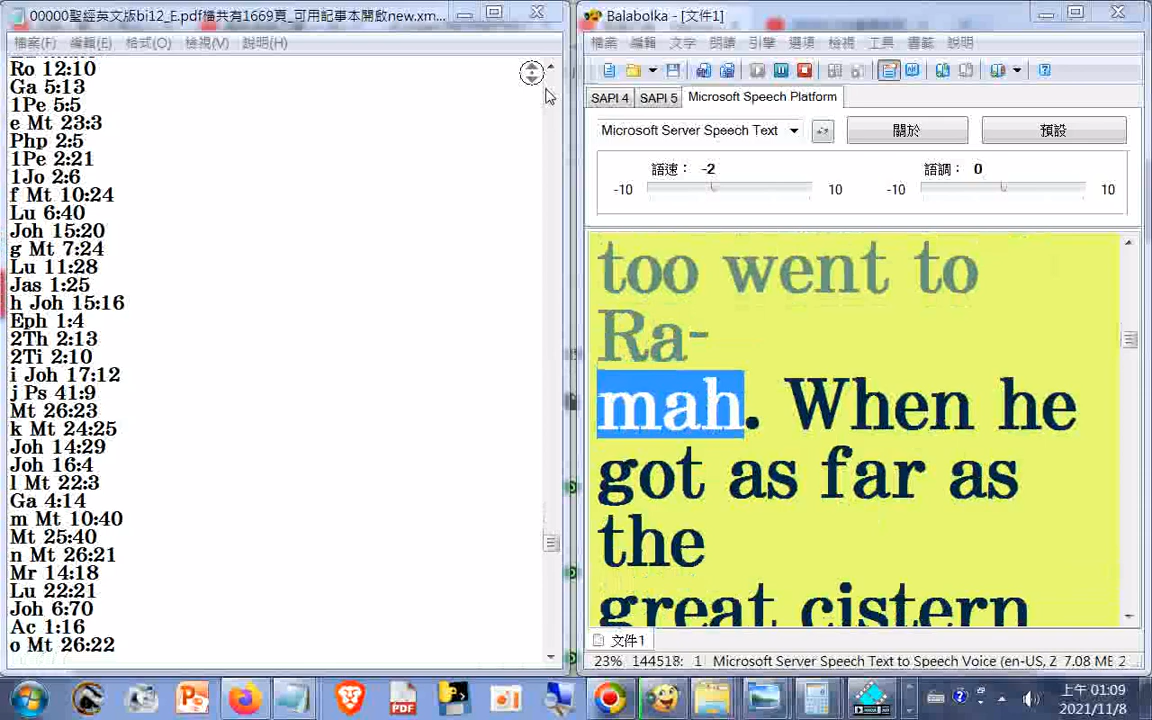 00000聖經英文版bi12_E.pdf檔共有1669頁_可用記事本開啟new.xm...
檔案(F) 編輯(E) 格式(O) 檢視(V) 說明(H)
Ro 12:10
Ga 5:13
1Pe 5:5
e Mt 23:3
Php 2:5
1Pe 2:21
1Jo 2:6
f Mt 10:24
Lu 6:40
Joh 15:20
g Mt 7:24
Lu 11:28
Jas 1:25
h Joh 15:16
Eph 1:4
2Th 2:13
2Ti 2:10
i Joh 17:12
j Ps 41:9
Mt 26:23
k Mt 24:25
Joh 14:29
Joh 16:4
l Mt 22:3
Ga 4:14
m Mt 10:40
Mt 25:40
n Mt 26:21
Mr 14:18
Lu 22:21
Joh 6:70
Ac 1:16
o Mt 26:22
Balabolka - [文件1]
檔案 編輯 文字 朗讀 引擎 選項 檢視 工具 書籤 說明
SAPI 4 SAPI 5 Microsoft Speech Platform
Microsoft Server Speech Text 關於 預設
語速： -2 語調： 0
-10 10 -10 10
too went to
Ra-
mah. When he
got as far as
the
great cistern
文件1
23% 144518: 1 Microsoft Server Speech Text to Speech Voice (en-US, Z 7.08 MB 2
PDF
上午 01:09
2021/11/8